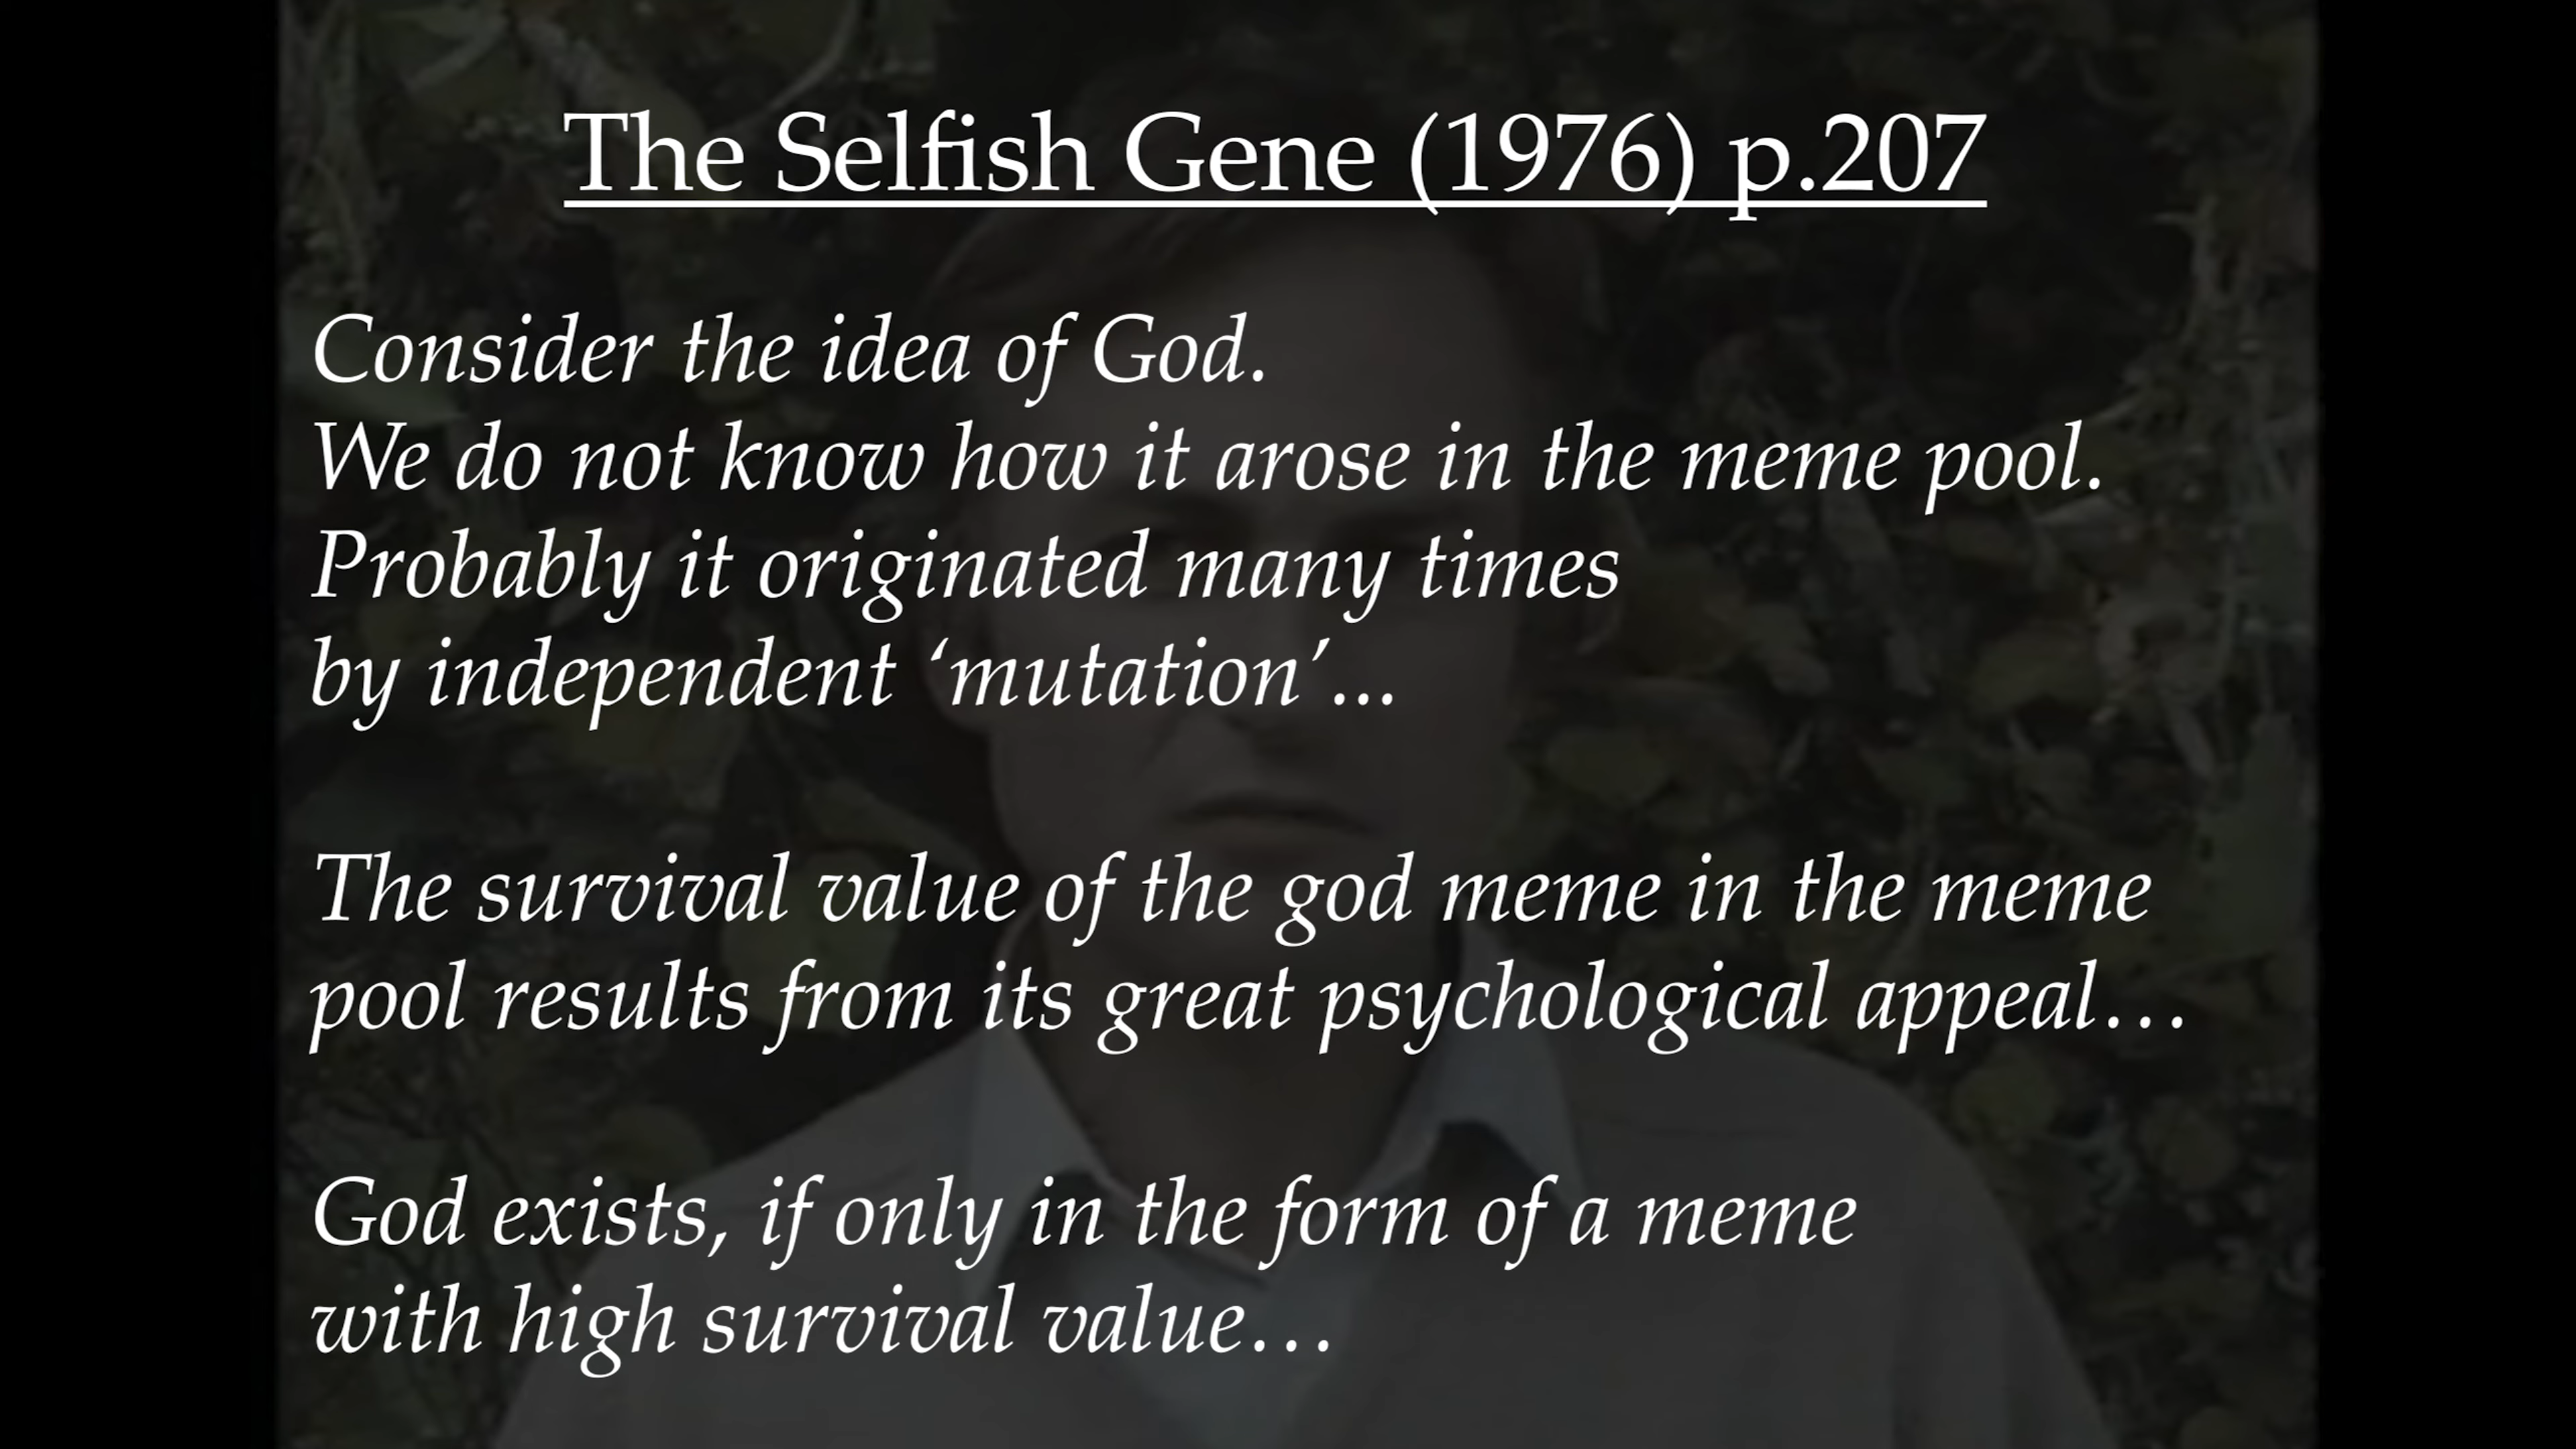 The Selfish Gene (1976) p.207
Consider the idea of God.
We do not know how it arose in the meme pool.
Probably it originated many times
by independent ‘mutation’...
The survival value of the god meme in the meme
pool results from its great psychological appeal…
God exists, if only in the form of a meme
with high survival value…